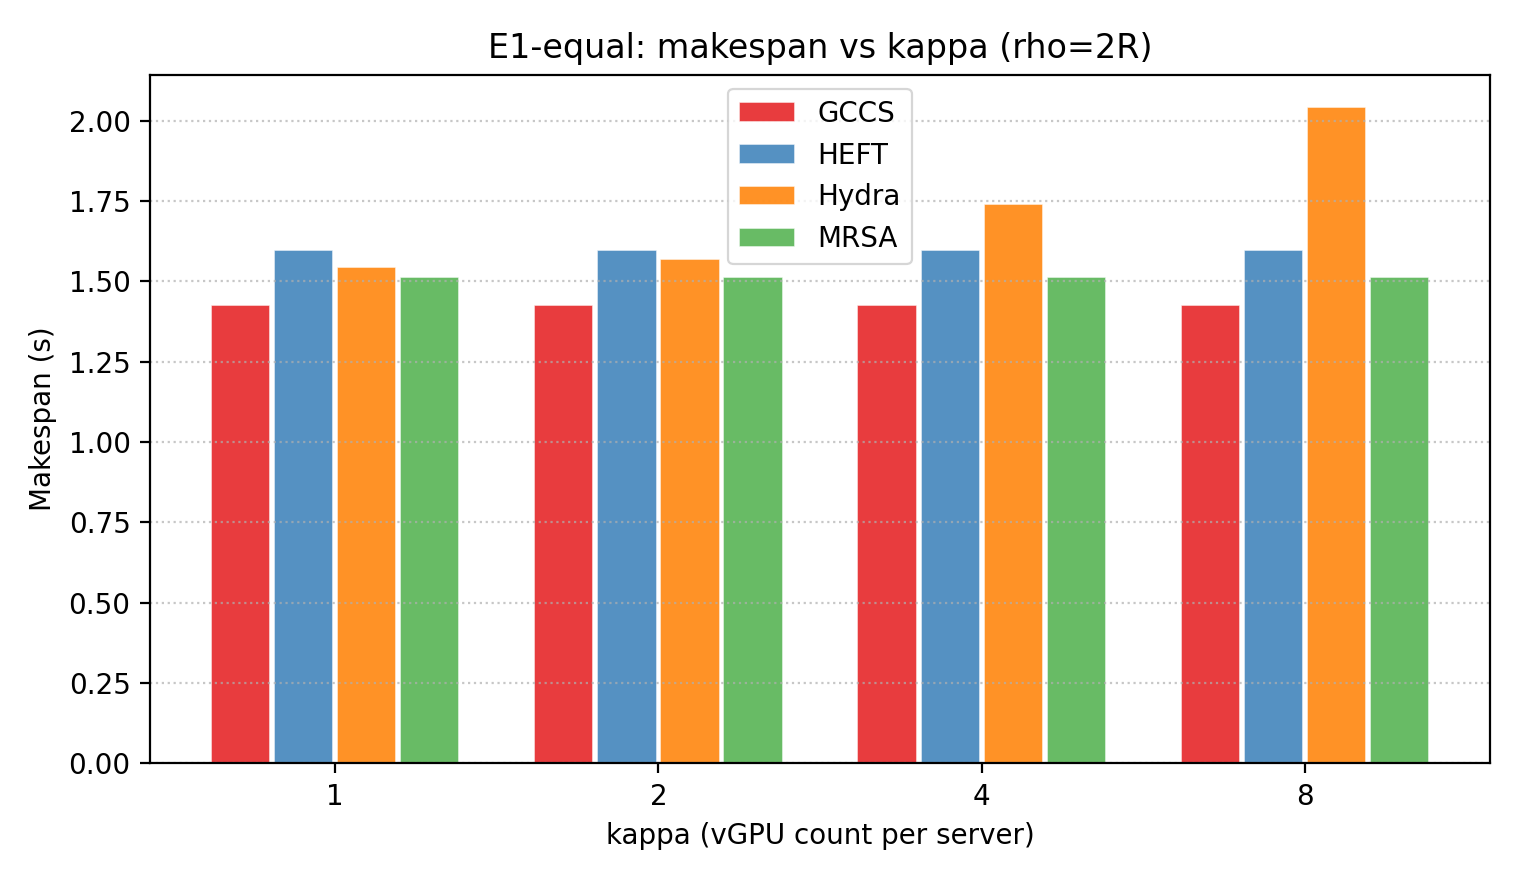 E1-equal: makespan vs kappa (rho=2R)
GCCS
HEFT
Hydra
MRSA
Makespan (s)
2.00
1.75
1.50
1.25
1.00
0.75
0.50
0.25
0.00
1 2 4 8
kappa (vGPU count per server)